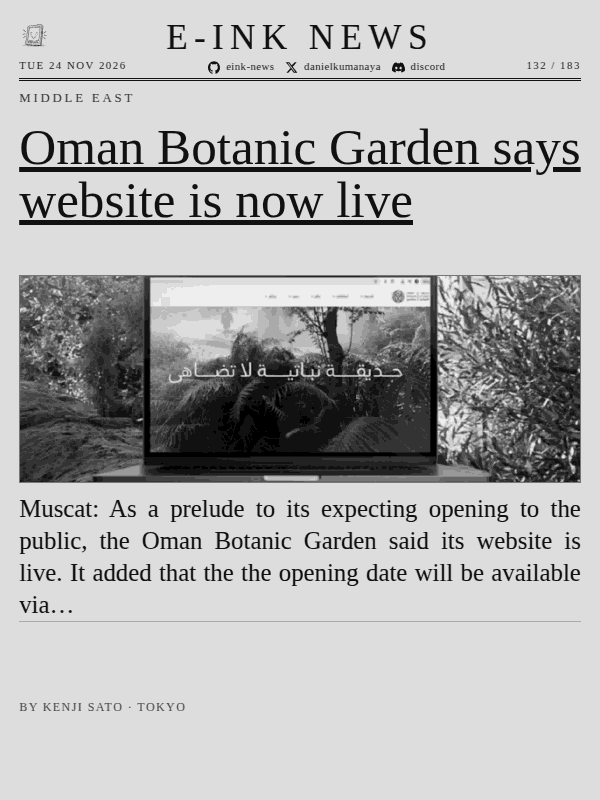 E-INK NEWS
TUE 24 NOV 2026
eink-news
danielkumanaya
discord
132 / 183
MIDDLE EAST
Oman Botanic Garden says
website is now live
حديقة نباتية لا تضاهى
Muscat: As a prelude to its expecting opening to the
public, the Oman Botanic Garden said its website is
live. It added that the the opening date will be available
via…
BY KENJI SATO · TOKYO